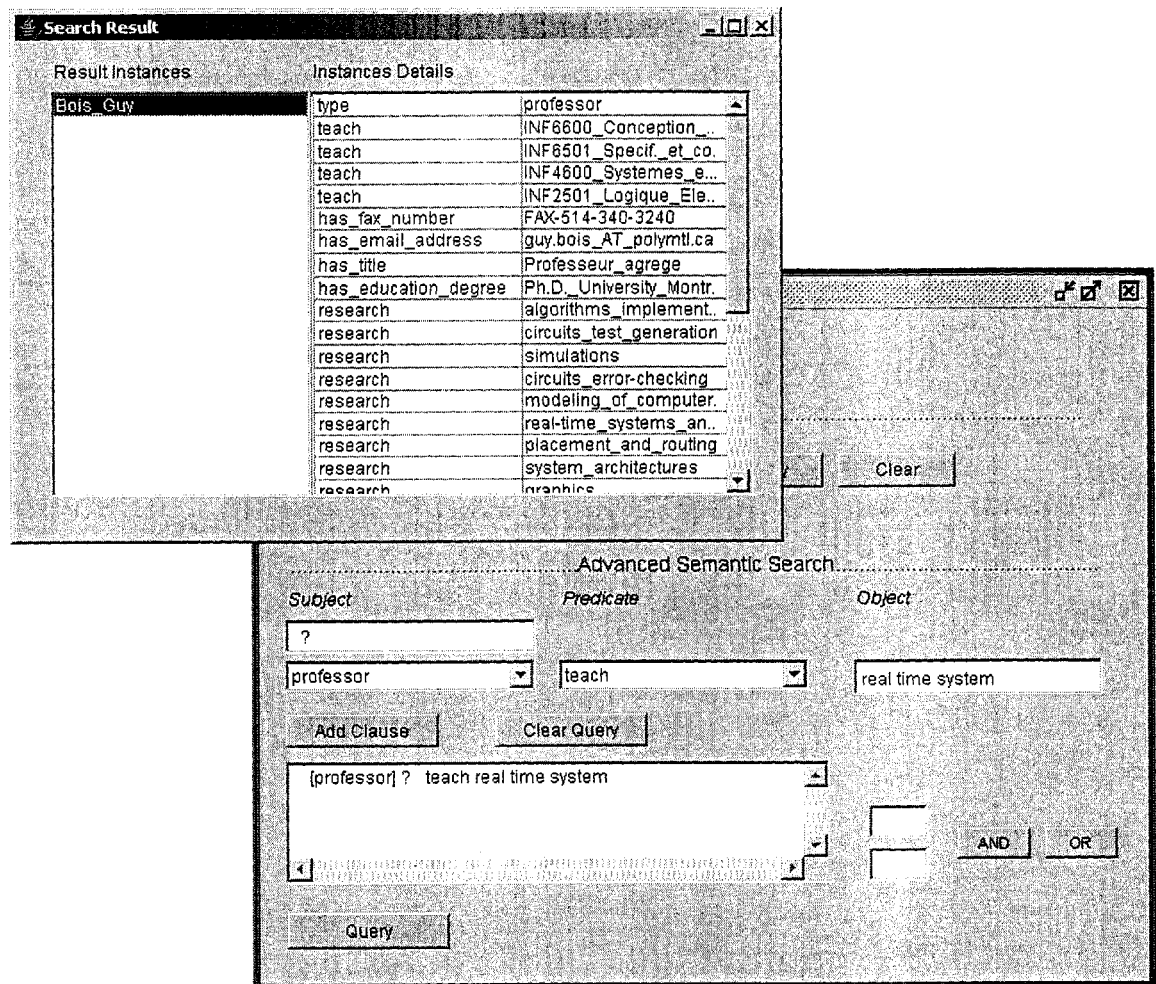 Search Result
Result Instances Instances Details
Bois_Guy
type professor
teach INF6600_Conception_..
teach INF6501_Specif._et_co.
teach INF4600_Systemes_e...
teach INF2501_Logique_Ele..
has_fax_number FAX-514-340-3240
has_email_address guy.bois_AT_polymtl.ca
has_title Professeur_agrege
has_education_degree Ph.D._University_Montr.
research algorithms_implement..
research circuits_test_generation
research simulations
research circuits_error-checking
research modeling_of_computer.
research real-time_systems_an..
research placement_and_routing
research system_architectures
research graphics
Clear
Advanced Semantic Search
Subject Predicate Object
?
professor teach real time system
Add Clause Clear Query
[professor] ? teach real time system
AND OR
Query